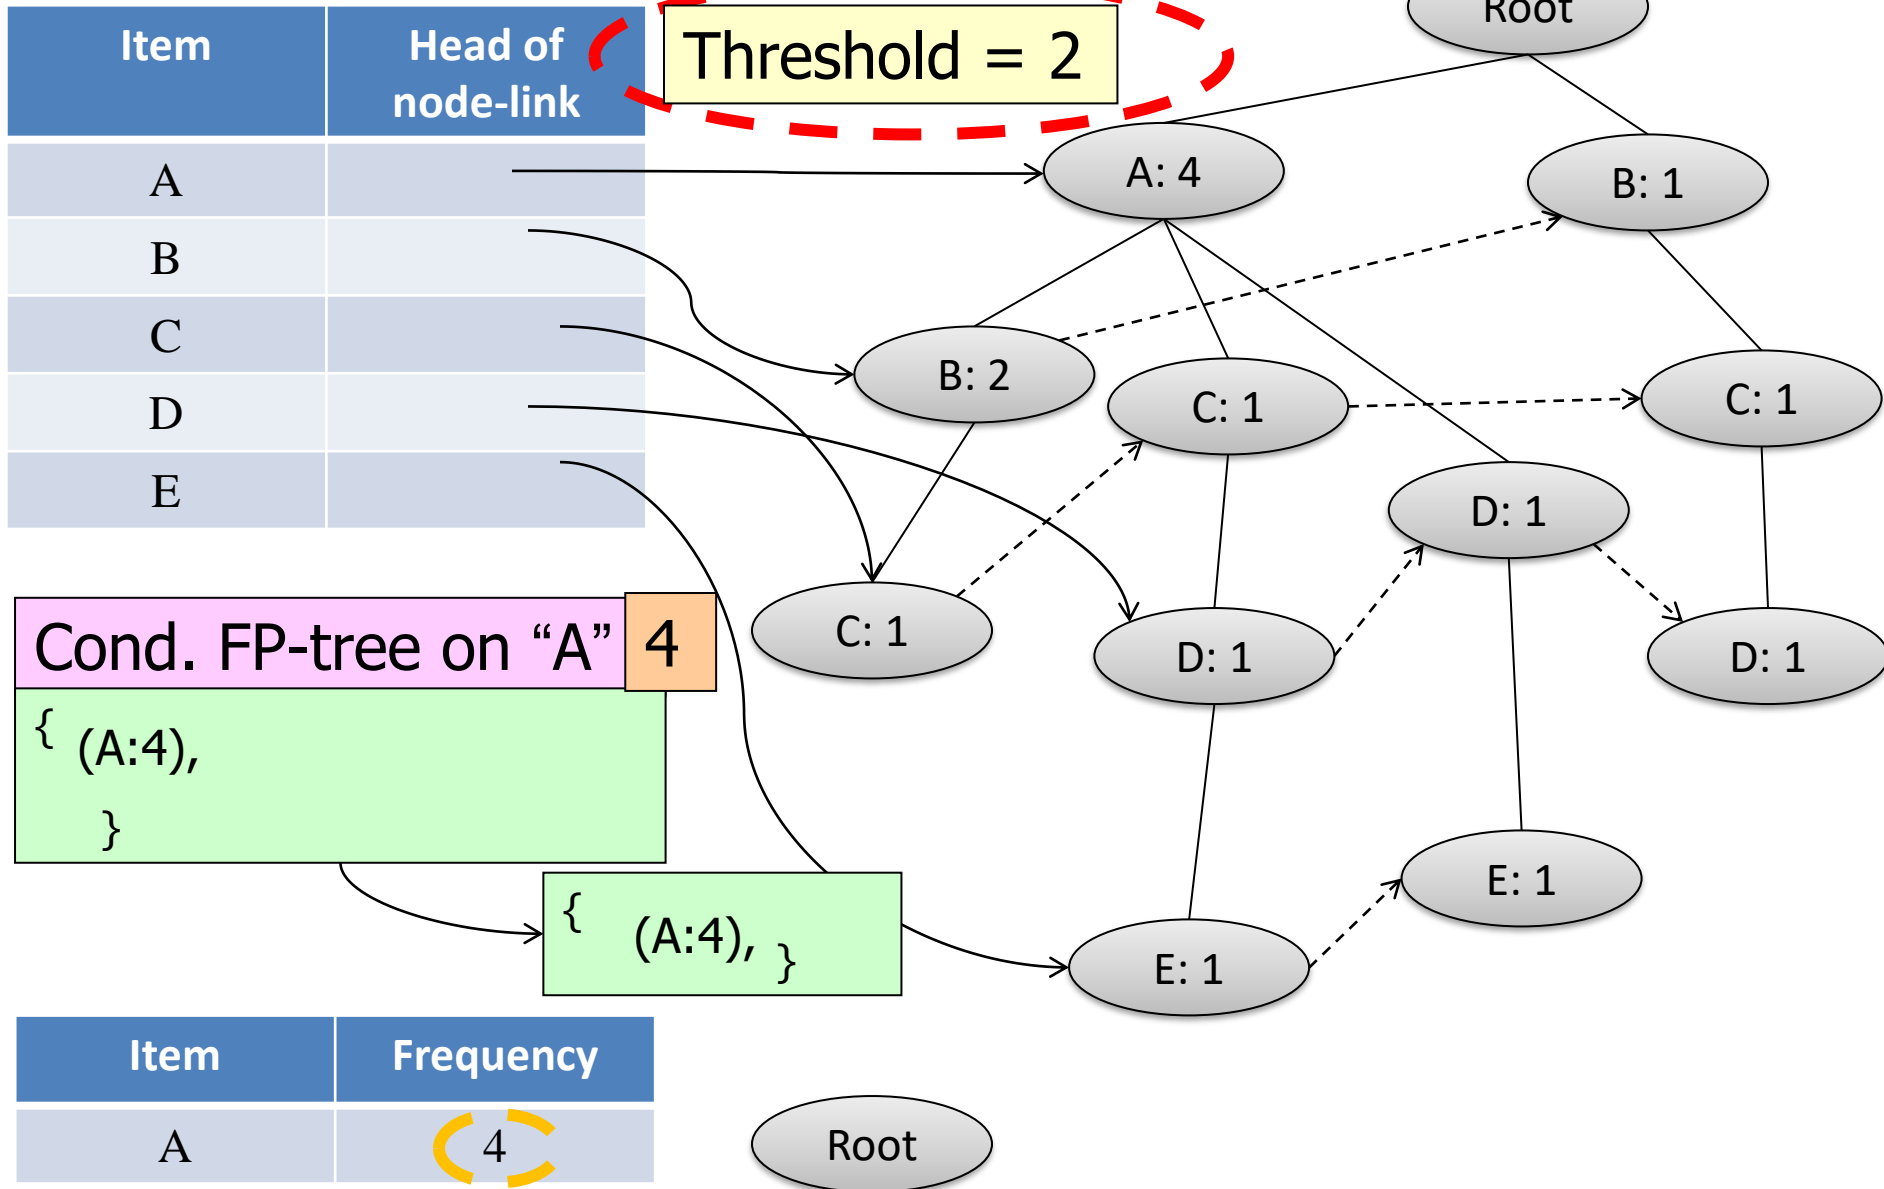 Item
Head of
node-link
A
B
C
D
E
Threshold = 2
Root
A: 4
B: 1
B: 2
C: 1
C: 1
D: 1
C: 1
D: 1
D: 1
E: 1
E: 1
Cond. FP-tree on “A” 4
{ (A:4),
}
{ (A:4), }
Item Frequency
A 4
Root